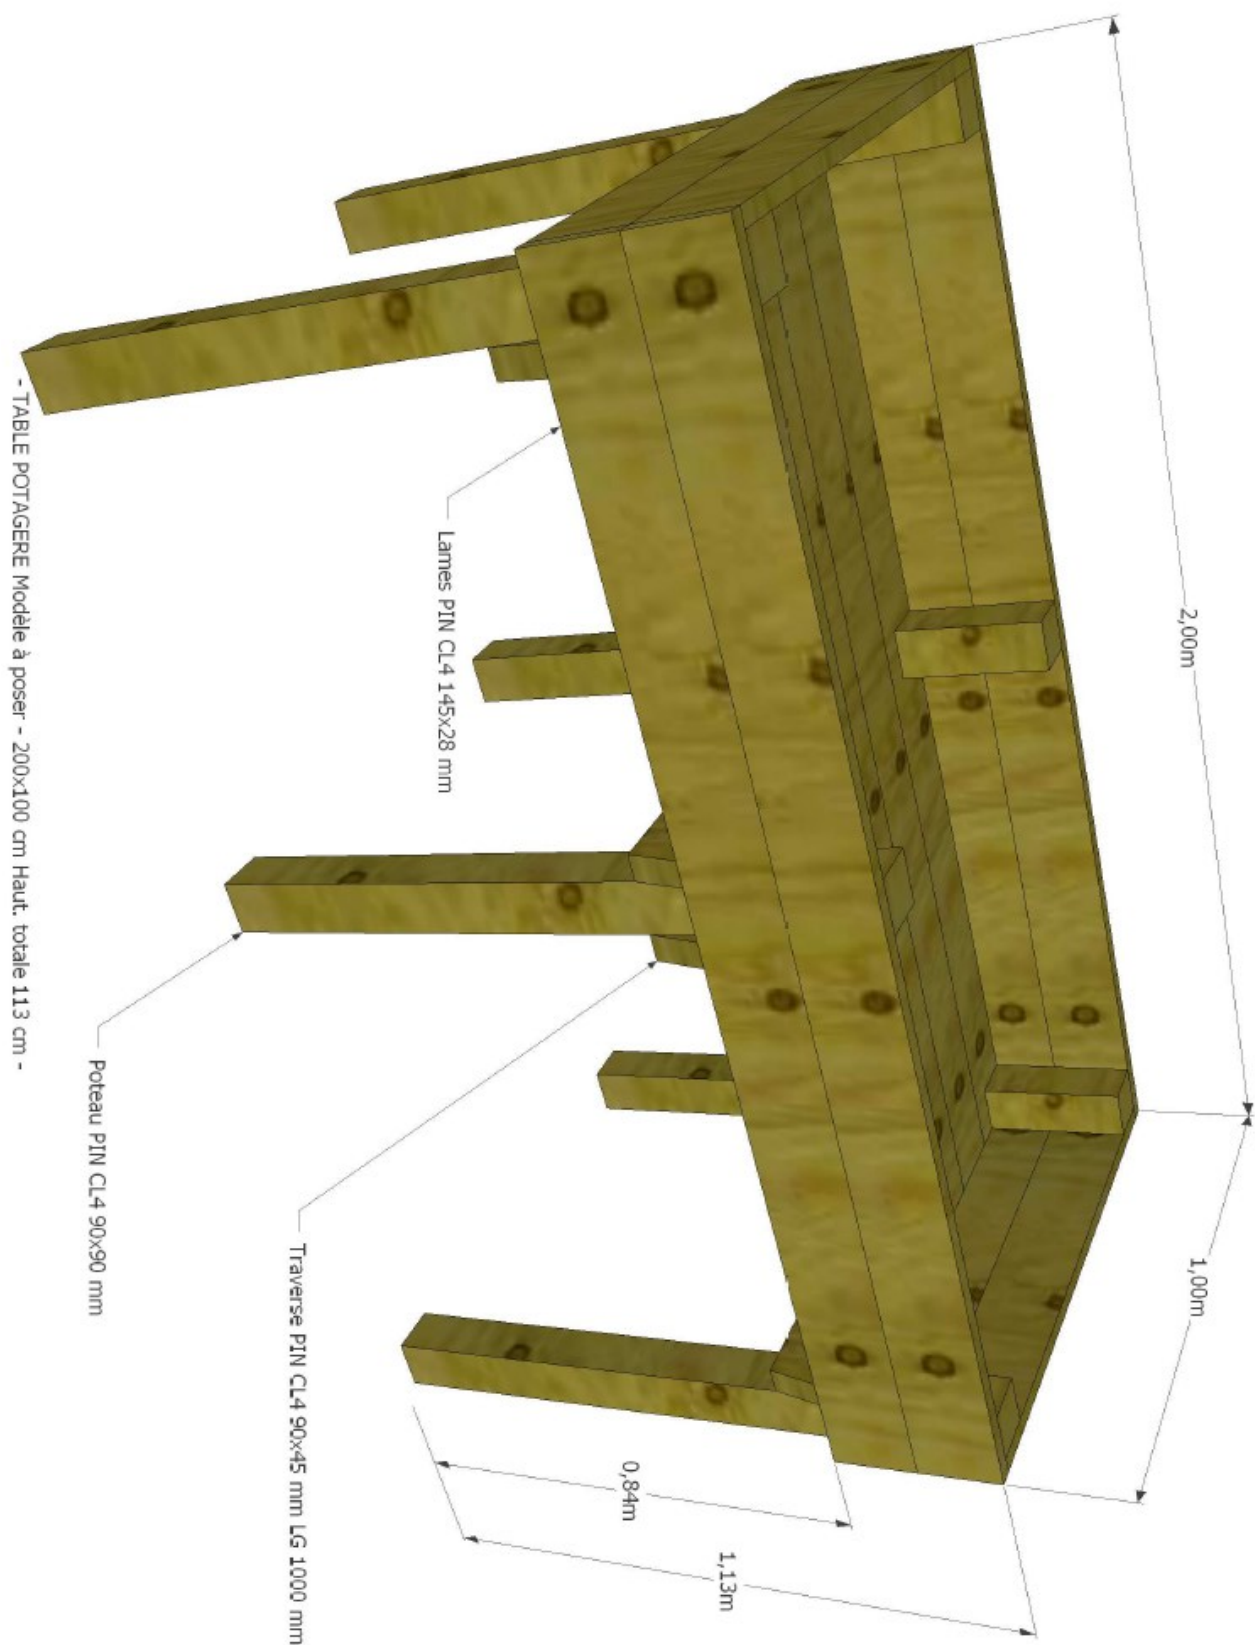 2,00m
1,00m
Lames PIN CL4 145x28 mm
0,84m
1,13m
Traverse PIN CL4 90x45 mm LG 1000 mm
Poteau PIN CL4 90x90 mm
- TABLE POTAGERE Modèle à poser - 200x100 cm Haut. totale 113 cm -